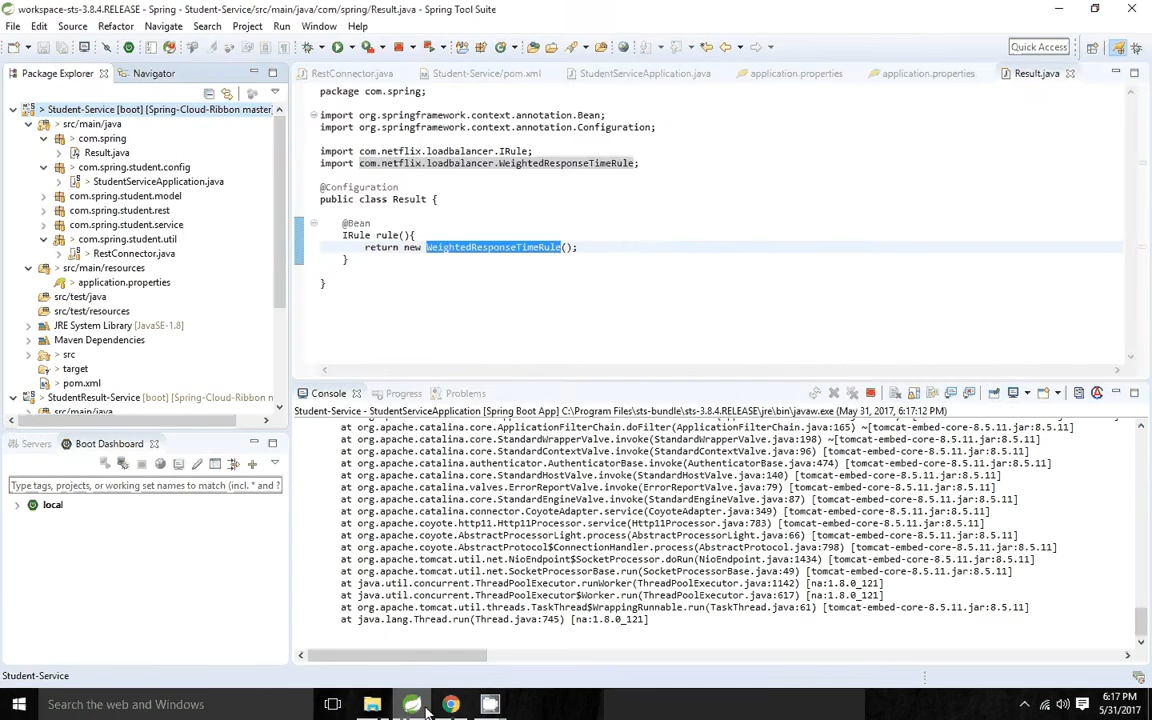 workspace-sts-3.8.4.RELEASE - Spring - Student-Service/src/main/java/com/spring/Result.java - Spring Tool Suite
File Edit Source Refactor Navigate Search Project Run Window Help
Quick Access
Package Explorer Navigator
RestConnector.java Student-Service/pom.xml StudentServiceApplication.java application.properties application.properties Result.java
> Student-Service [boot] [Spring-Cloud-Ribbon master
> src/main/java
> com.spring
Result.java
> com.spring.student.config
> StudentServiceApplication.java
com.spring.student.model
com.spring.student.rest
com.spring.student.service
> com.spring.student.util
> RestConnector.java
> src/main/resources
> application.properties
src/test/java
src/test/resources
JRE System Library [JavaSE-1.8]
Maven Dependencies
> src
target
> pom.xml
> StudentResult-Service [boot] [Spring-Cloud-Ribbon m
> src/main/java
package com.spring;
import org.springframework.context.annotation.Bean;
import org.springframework.context.annotation.Configuration;
import com.netflix.loadbalancer.IRule;
import com.netflix.loadbalancer.WeightedResponseTimeRule;
@Configuration
public class Result {
@Bean
IRule rule(){
return new WeightedResponseTimeRule();
}
}
Servers Boot Dashboard
Type tags, projects, or working set names to match (incl. * and ?
local
Console Progress Problems
Student-Service - StudentServiceApplication [Spring Boot App] C:\Program Files\sts-bundle\sts-3.8.4.RELEASE\jre\bin\javaw.exe (May 31, 2017, 6:17:12 PM)
at org.apache.catalina.core.ApplicationFilterChain.doFilter(ApplicationFilterChain.java:165) ~[tomcat-embed-core-8.5.11.jar:8.5.11]
at org.apache.catalina.core.StandardWrapperValve.invoke(StandardWrapperValve.java:198) ~[tomcat-embed-core-8.5.11.jar:8.5.11]
at org.apache.catalina.core.StandardContextValve.invoke(StandardContextValve.java:96) [tomcat-embed-core-8.5.11.jar:8.5.11]
at org.apache.catalina.authenticator.AuthenticatorBase.invoke(AuthenticatorBase.java:474) [tomcat-embed-core-8.5.11.jar:8.5.11]
at org.apache.catalina.core.StandardHostValve.invoke(StandardHostValve.java:140) [tomcat-embed-core-8.5.11.jar:8.5.11]
at org.apache.catalina.valves.ErrorReportValve.invoke(ErrorReportValve.java:79) [tomcat-embed-core-8.5.11.jar:8.5.11]
at org.apache.catalina.core.StandardEngineValve.invoke(StandardEngineValve.java:87) [tomcat-embed-core-8.5.11.jar:8.5.11]
at org.apache.catalina.connector.CoyoteAdapter.service(CoyoteAdapter.java:349) [tomcat-embed-core-8.5.11.jar:8.5.11]
at org.apache.coyote.http11.Http11Processor.service(Http11Processor.java:783) [tomcat-embed-core-8.5.11.jar:8.5.11]
at org.apache.coyote.AbstractProcessorLight.process(AbstractProcessorLight.java:66) [tomcat-embed-core-8.5.11.jar:8.5.11]
at org.apache.coyote.AbstractProtocol$ConnectionHandler.process(AbstractProtocol.java:798) [tomcat-embed-core-8.5.11.jar:8.5.11]
at org.apache.tomcat.util.net.NioEndpoint$SocketProcessor.doRun(NioEndpoint.java:1434) [tomcat-embed-core-8.5.11.jar:8.5.11]
at org.apache.tomcat.util.net.SocketProcessorBase.run(SocketProcessorBase.java:49) [tomcat-embed-core-8.5.11.jar:8.5.11]
at java.util.concurrent.ThreadPoolExecutor.runWorker(ThreadPoolExecutor.java:1142) [na:1.8.0_121]
at java.util.concurrent.ThreadPoolExecutor$Worker.run(ThreadPoolExecutor.java:617) [na:1.8.0_121]
at org.apache.tomcat.util.threads.TaskThread$WrappingRunnable.run(TaskThread.java:61) [tomcat-embed-core-8.5.11.jar:8.5.11]
at java.lang.Thread.run(Thread.java:745) [na:1.8.0_121]
Student-Service
Search the web and Windows
6:17 PM
5/31/2017